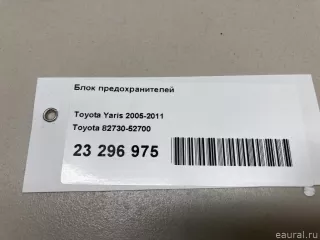 Блок предохранителей
Toyota Yaris 2005-2011
Toyota 82730-52700
23 296 975
eaural.ru